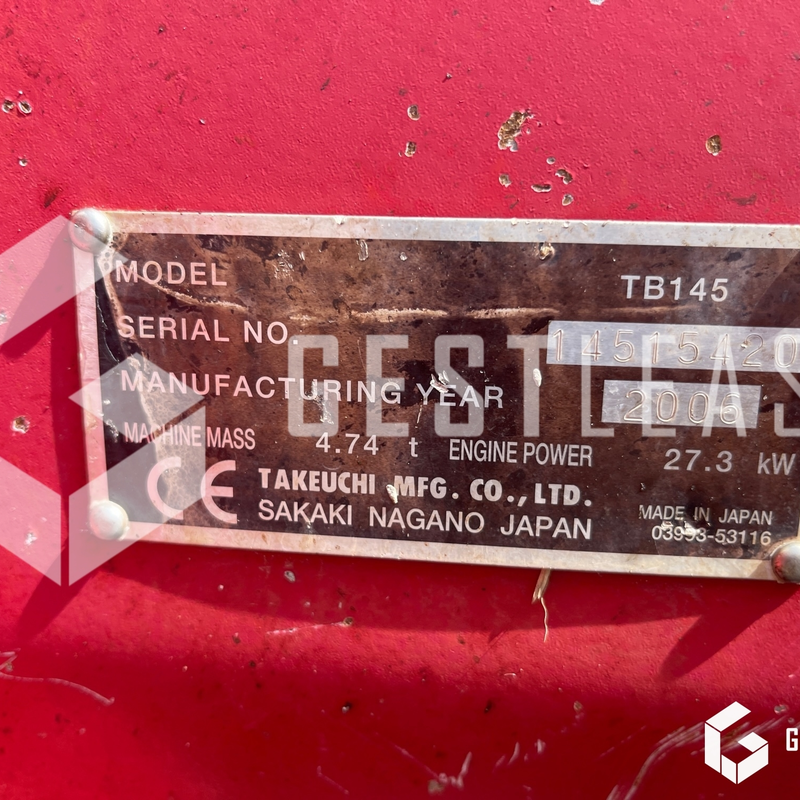 MODEL TB145
SERIAL NO. 14515420
MANUFACTURING YEAR 2006
MACHINE MASS 4.74 t ENGINE POWER 27.3 kW
CE TAKEUCHI MFG. CO., LTD.
SAKAKI NAGANO JAPAN
MADE IN JAPAN
03993-53116
GESTLEAS
G